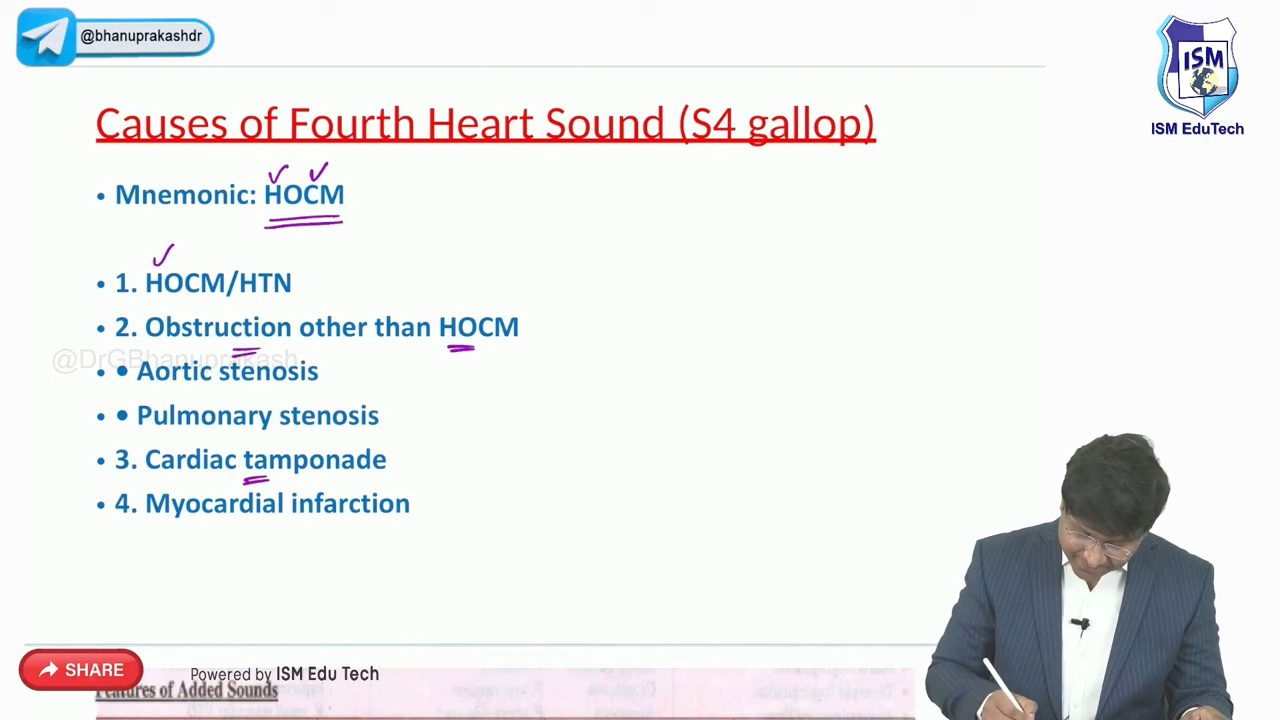 @bhanuprakashdr
ISM
ISM EduTech
Causes of Fourth Heart Sound (S4 gallop)
• Mnemonic: HOCM
• 1. HOCM/HTN
• 2. Obstruction other than HOCM
@DrGBhanuprakash
• • Aortic stenosis
• • Pulmonary stenosis
• 3. Cardiac tamponade
• 4. Myocardial infarction
SHARE
Powered by ISM Edu Tech
Features of Added Sounds